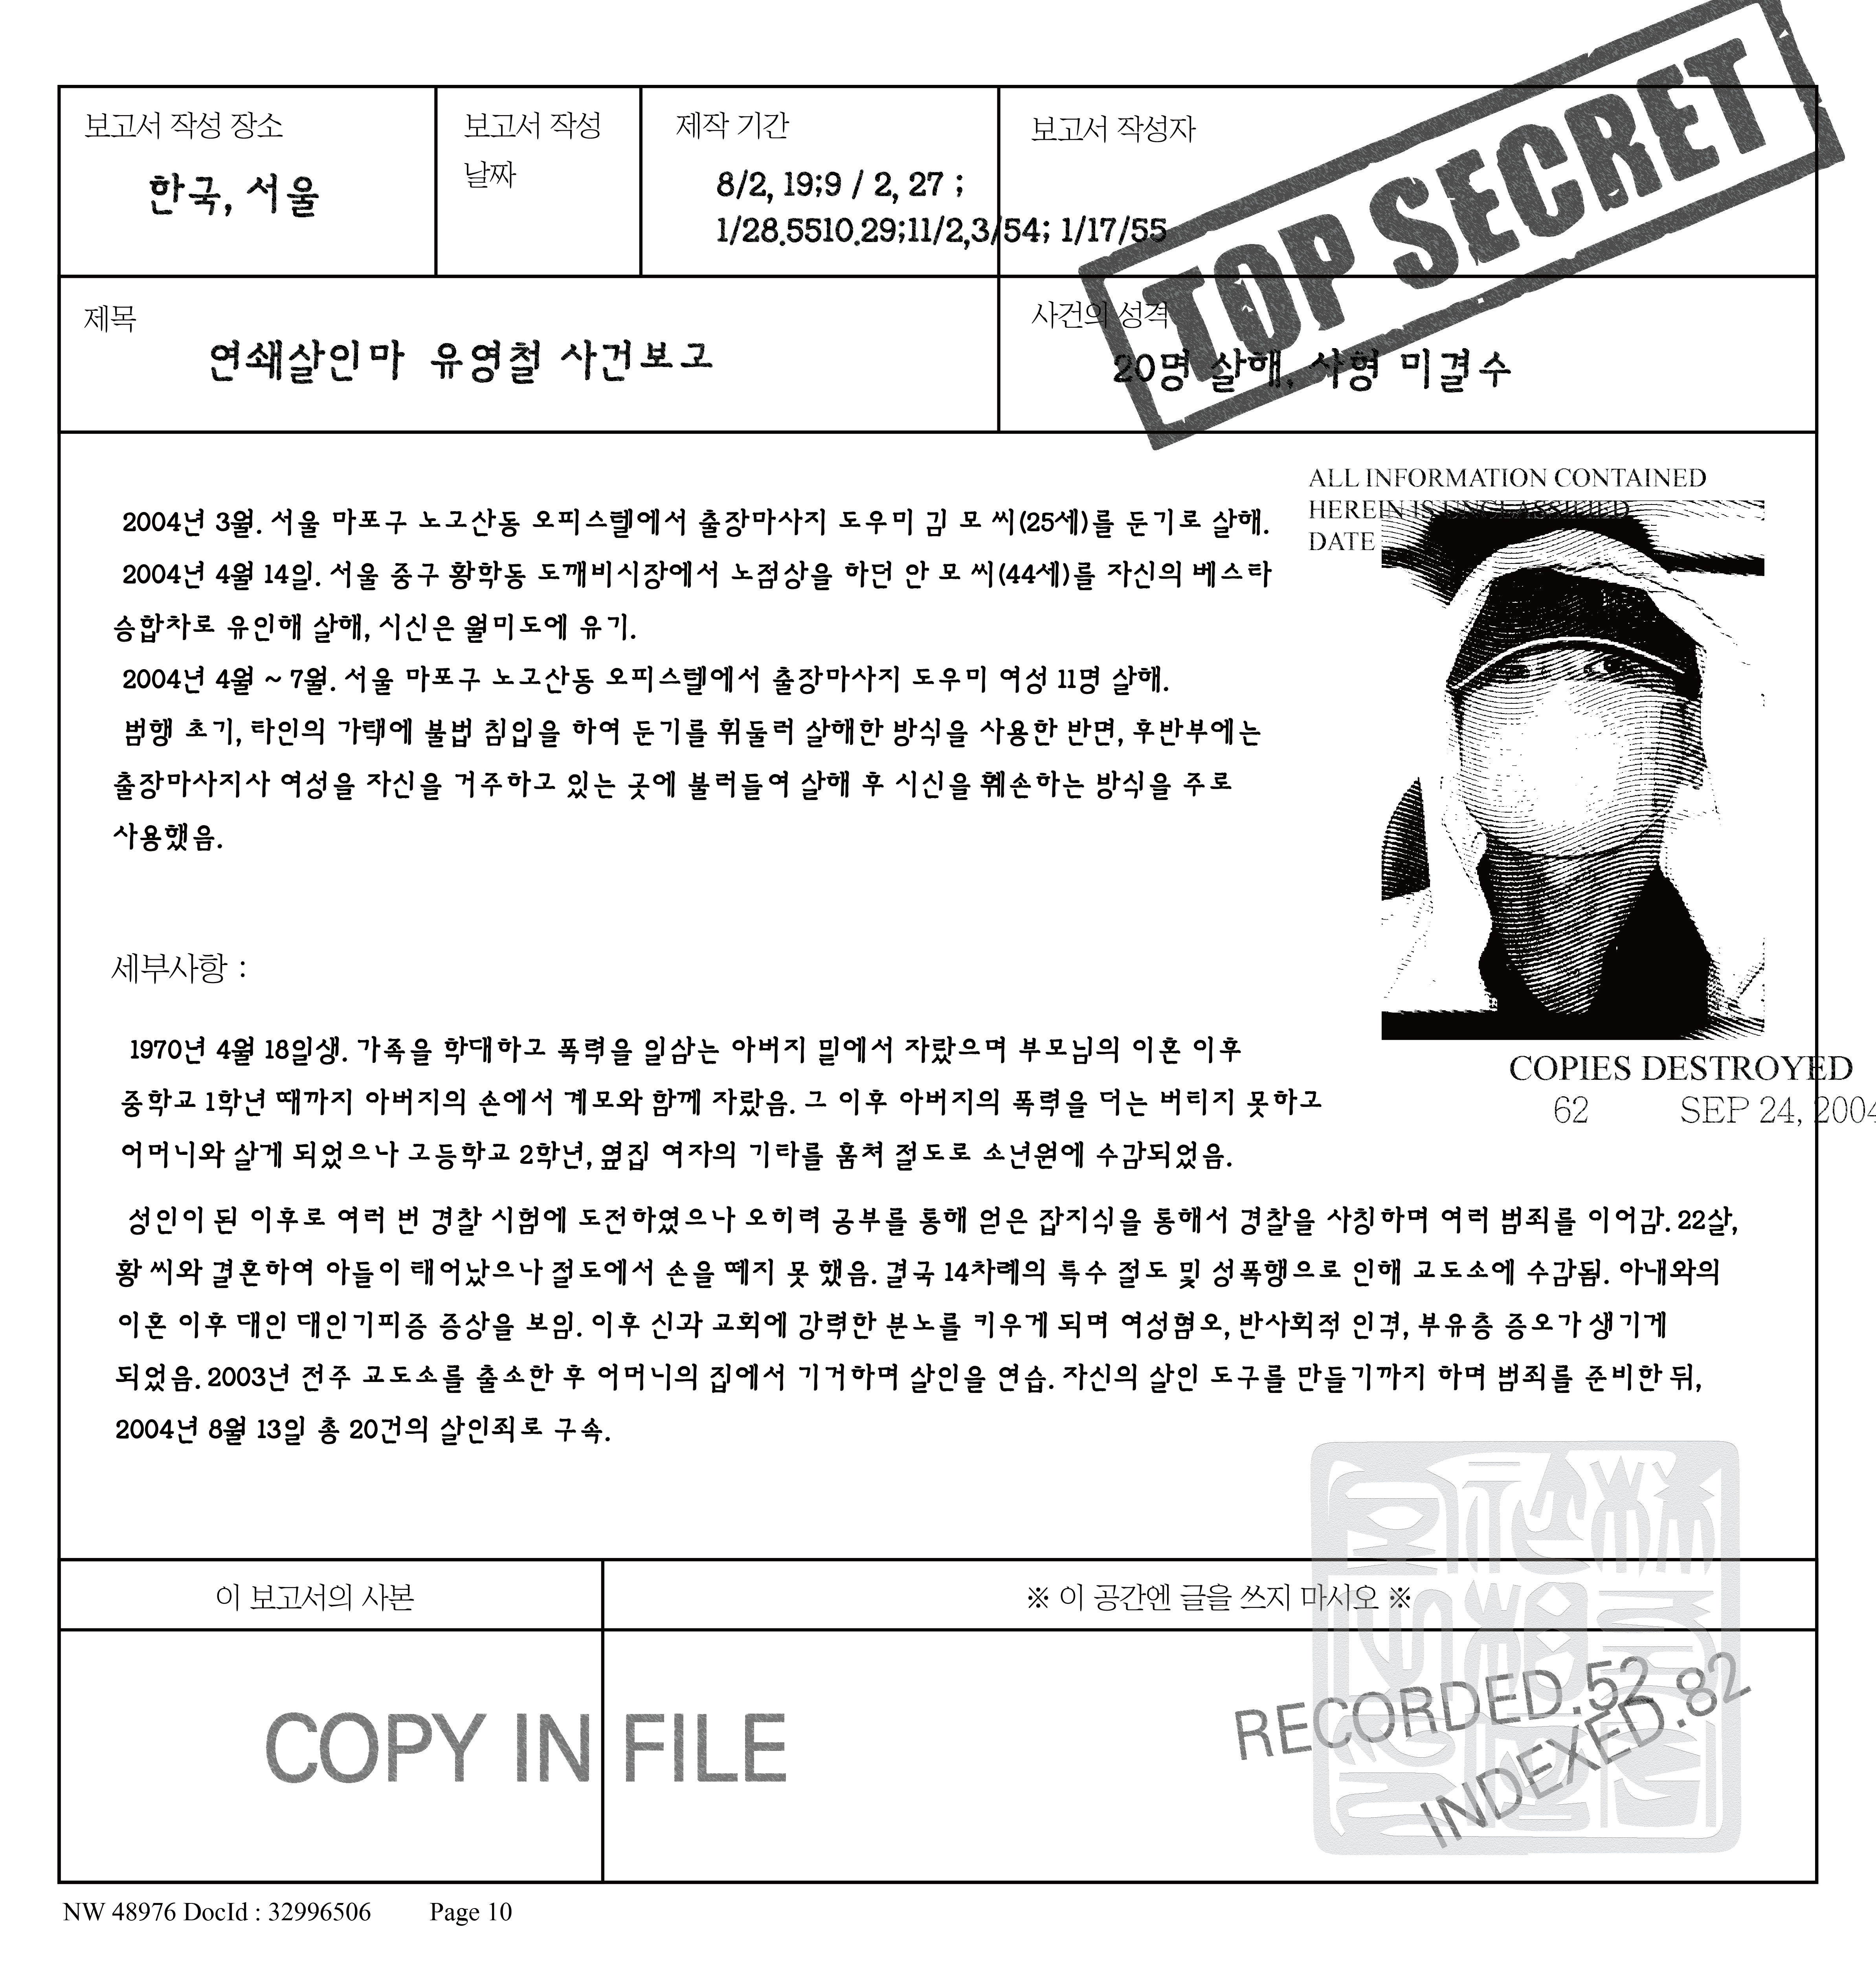 보고서 작성 장소
한국, 서울
보고서 작성
날짜
제작 기간
8/2, 19;9 / 2, 27 ;
1/28.5510.29;11/2,3/54; 1/17/55
보고서 작성자
TOP SECRET
제목
연쇄살인마 유영철 사건보고
사건의 성격
20명 살해, 사형 미결수
ALL INFORMATION CONTAINED
HEREIN IS UNCLASSIFIED
DATE
2004년 3월. 서울 마포구 노고산동 오피스텔에서 출장마사지 도우미 김 모 씨(25세)를 둔기로 살해.
2004년 4월 14일. 서울 중구 황학동 도깨비시장에서 노점상을 하던 안 모 씨(44세)를 자신의 베스타
승합차로 유인해 살해, 시신은 월미도에 유기.
2004년 4월 ~ 7월. 서울 마포구 노고산동 오피스텔에서 출장마사지 도우미 여성 11명 살해.
범행 초기, 타인의 가택에 불법 침입을 하여 둔기를 휘둘러 살해한 방식을 사용한 반면, 후반부에는
출장마사지사 여성을 자신을 거주하고 있는 곳에 불러들여 살해 후 시신을 훼손하는 방식을 주로
사용했음.
세부사항 :
1970년 4월 18일생. 가족을 학대하고 폭력을 일삼는 아버지 밑에서 자랐으며 부모님의 이혼 이후
중학교 1학년 때까지 아버지의 손에서 계모와 함께 자랐음. 그 이후 아버지의 폭력을 더는 버티지 못하고
어머니와 살게 되었으나 고등학교 2학년, 옆집 여자의 기타를 훔쳐 절도로 소년원에 수감되었음.
COPIES DESTROYED
62 SEP 24, 2004
성인이 된 이후로 여러 번 경찰 시험에 도전하였으나 오히려 공부를 통해 얻은 잡지식을 통해서 경찰을 사칭하며 여러 범죄를 이어감. 22살,
황 씨와 결혼하여 아들이 태어났으나 절도에서 손을 떼지 못 했음. 결국 14차례의 특수 절도 및 성폭행으로 인해 교도소에 수감됨. 아내와의
이혼 이후 대인 대인기피증 증상을 보임. 이후 신과 교회에 강력한 분노를 키우게 되며 여성혐오, 반사회적 인격, 부유층 증오가 생기게
되었음. 2003년 전주 교도소를 출소한 후 어머니의 집에서 기거하며 살인을 연습. 자신의 살인 도구를 만들기까지 하며 범죄를 준비한 뒤,
2004년 8월 13일 총 20건의 살인죄로 구속.
이 보고서의 사본
※ 이 공간엔 글을 쓰지 마시오 ※
COPY IN FILE
RECORDED.52
INDEXED.82
NW 48976 DocId : 32996506 Page 10